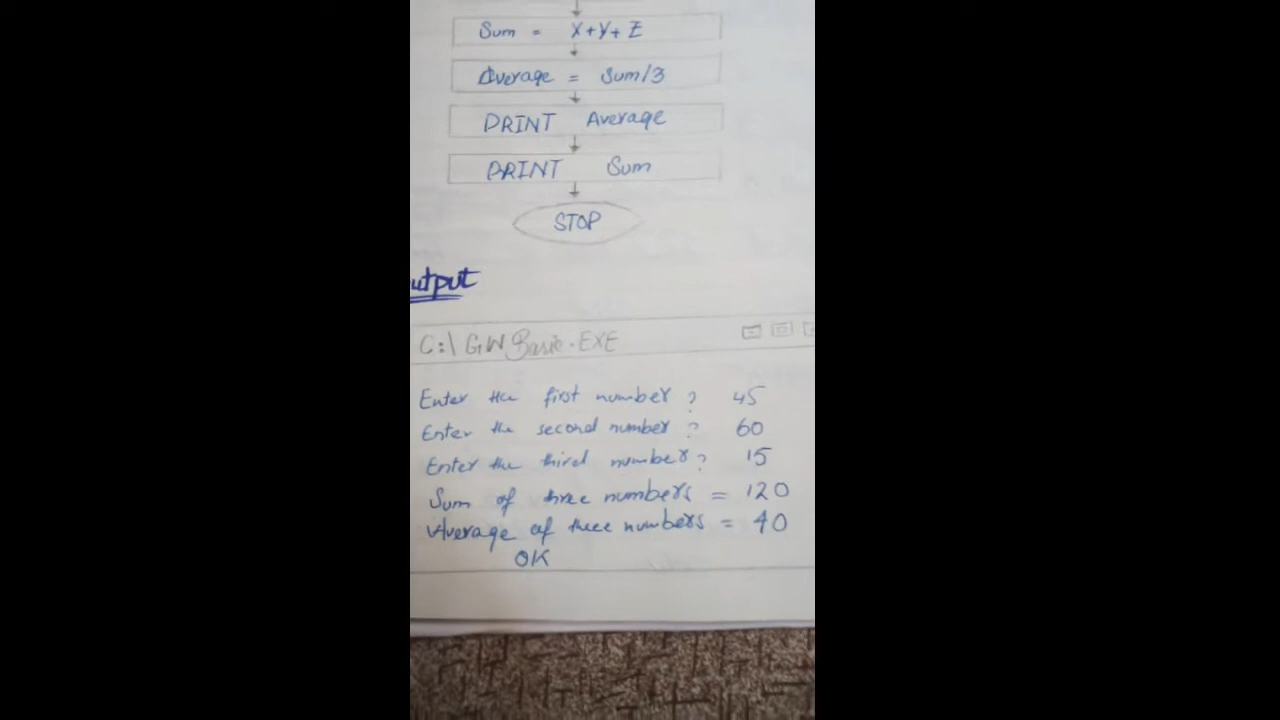 Sum = X+Y+Z
Average = Sum/3
PRINT Average
PRINT Sum
STOP
utput
C:\ GW Basic.EXE
Enter the first number ? 45
Enter the second number ? 60
Enter the third number ? 15
Sum of three numbers = 120
Average of three numbers = 40
OK